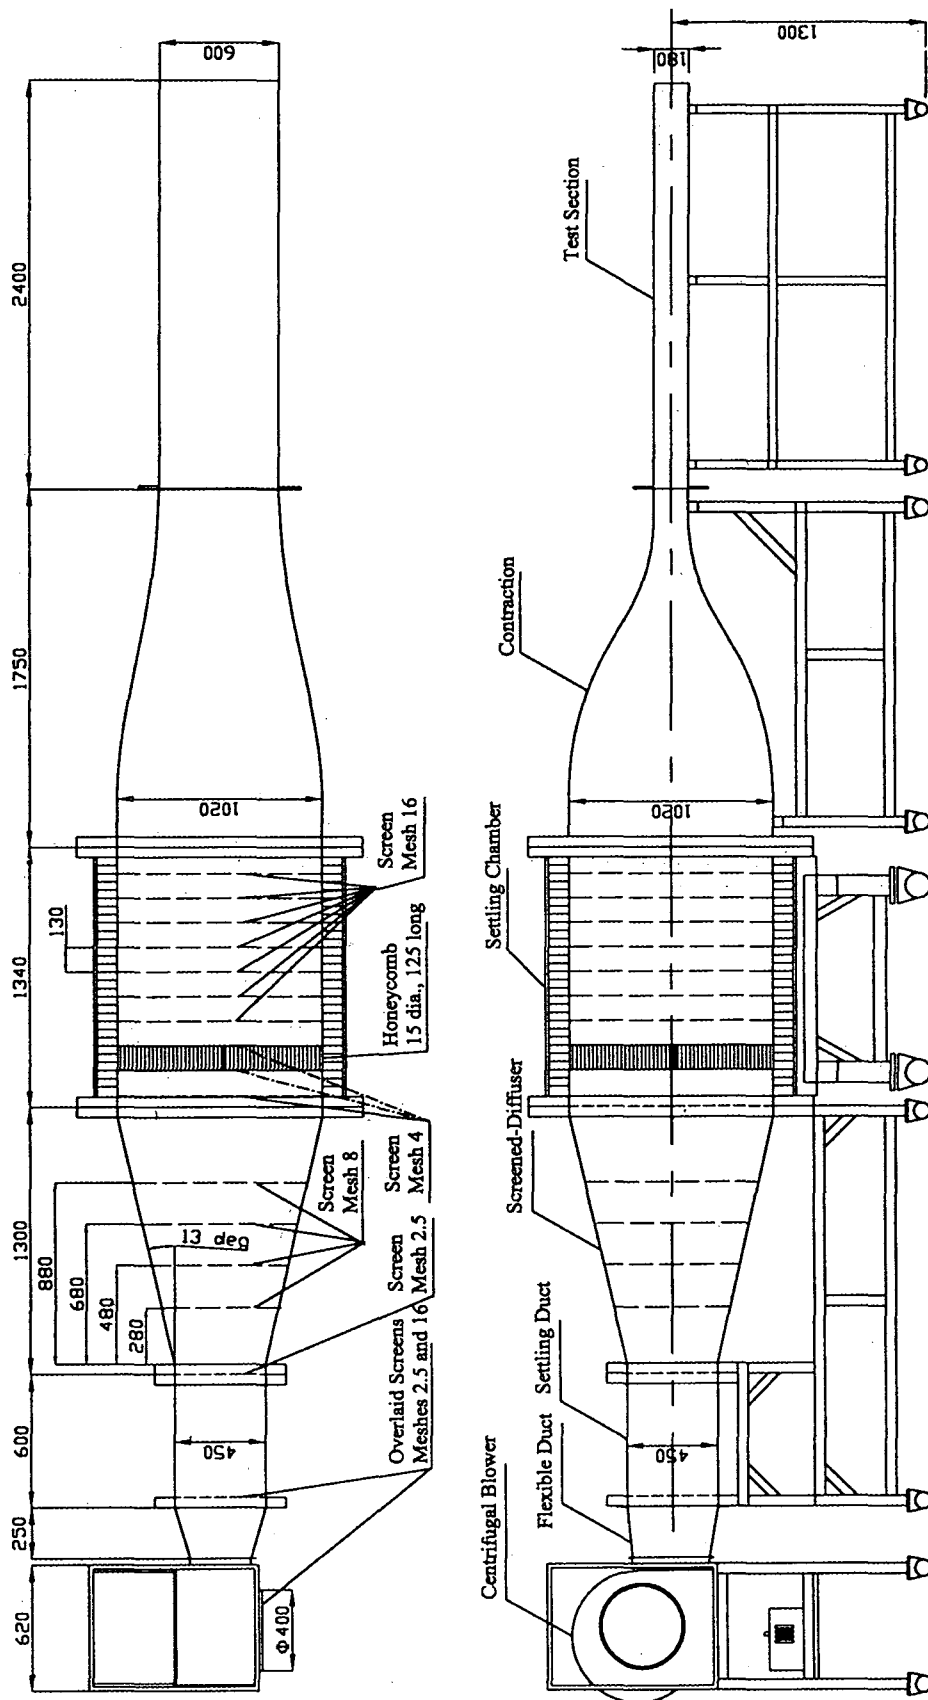 600
2400
1750
1020
Screen
Mesh 16
130
1340
Honeycomb
15 dia., 125 long
Screen
Mesh 4
Screen
Mesh 8
1300
880
680
480
280
13 deg
Screen
Mesh 2.5
Overlaid Screens
Meshes 2.5 and 16
600
450
250
620
Φ400
1300
180
Test Section
Contraction
1020
Settling Chamber
Screened-Diffuser
Settling Duct
450
Flexible Duct
Centrifugal Blower